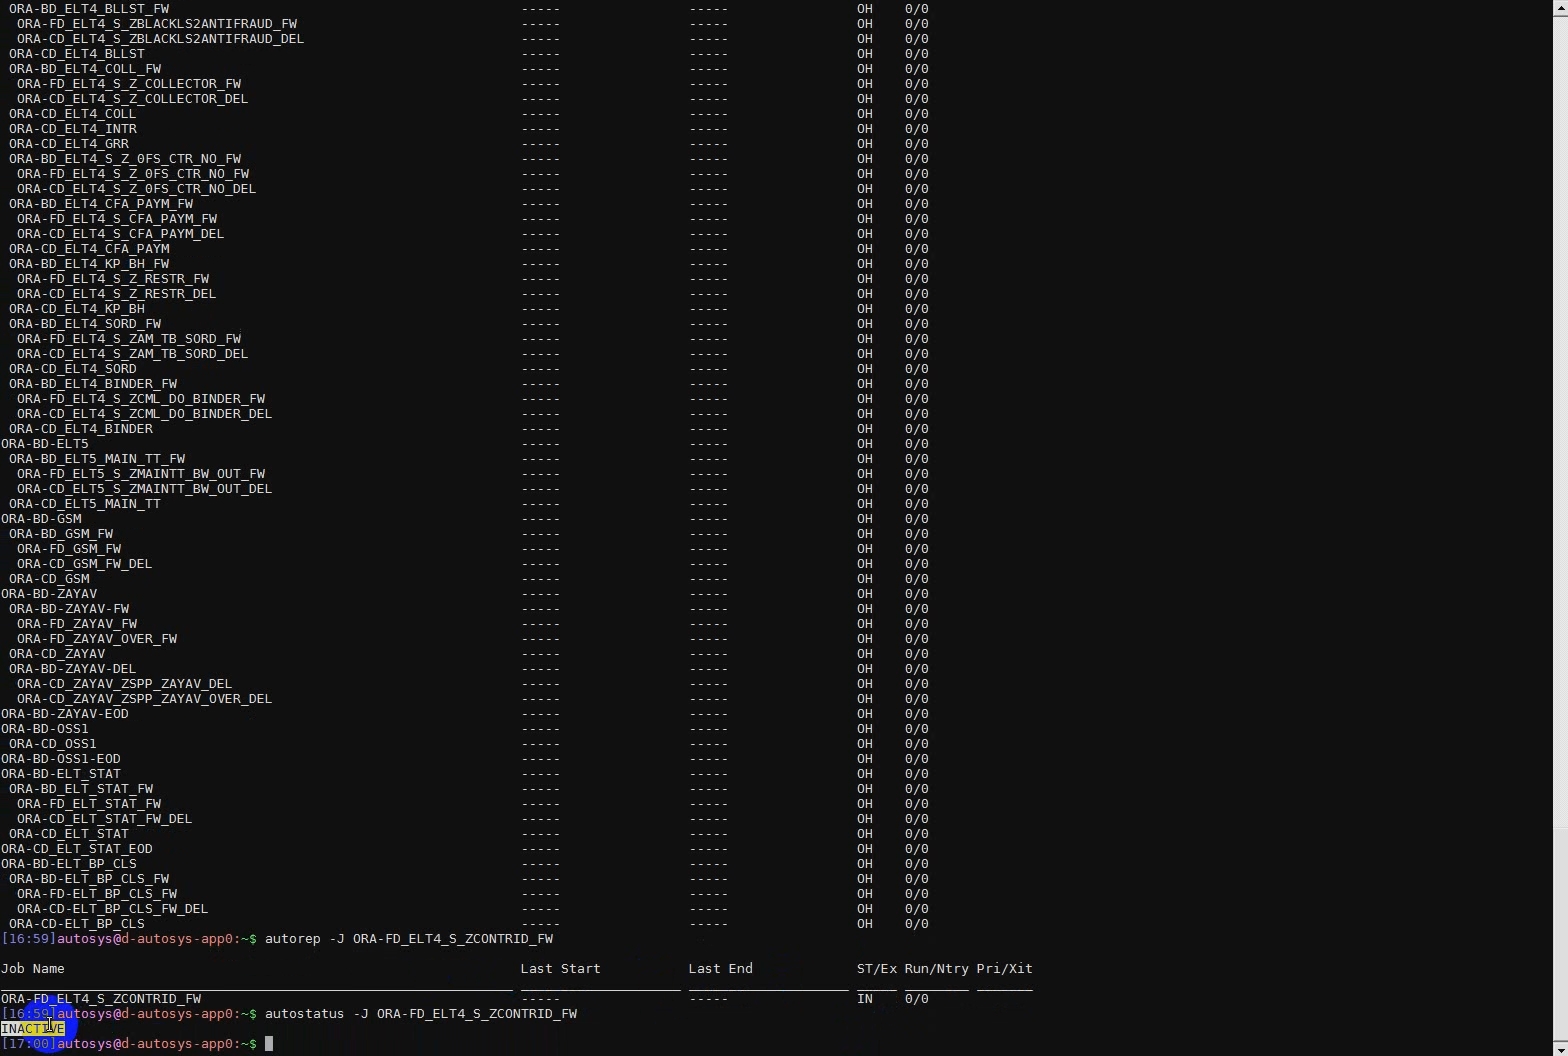 ORA-BD_ELT4_BLLST_FW ----- ----- OH 0/0
ORA-FD_ELT4_S_ZBLACKLS2ANTIFRAUD_FW ----- ----- OH 0/0
ORA-CD_ELT4_S_ZBLACKLS2ANTIFRAUD_DEL ----- ----- OH 0/0
ORA-CD_ELT4_BLLST ----- ----- OH 0/0
ORA-BD_ELT4_COLL_FW ----- ----- OH 0/0
ORA-FD_ELT4_S_Z_COLLECTOR_FW ----- ----- OH 0/0
ORA-CD_ELT4_S_Z_COLLECTOR_DEL ----- ----- OH 0/0
ORA-CD_ELT4_COLL ----- ----- OH 0/0
ORA-CD_ELT4_INTR ----- ----- OH 0/0
ORA-CD_ELT4_GRR ----- ----- OH 0/0
ORA-BD_ELT4_S_Z_0FS_CTR_NO_FW ----- ----- OH 0/0
ORA-FD_ELT4_S_Z_0FS_CTR_NO_FW ----- ----- OH 0/0
ORA-CD_ELT4_S_Z_0FS_CTR_NO_DEL ----- ----- OH 0/0
ORA-BD_ELT4_CFA_PAYM_FW ----- ----- OH 0/0
ORA-FD_ELT4_S_CFA_PAYM_FW ----- ----- OH 0/0
ORA-CD_ELT4_S_CFA_PAYM_DEL ----- ----- OH 0/0
ORA-CD_ELT4_CFA_PAYM ----- ----- OH 0/0
ORA-BD_ELT4_KP_BH_FW ----- ----- OH 0/0
ORA-FD_ELT4_S_Z_RESTR_FW ----- ----- OH 0/0
ORA-CD_ELT4_S_Z_RESTR_DEL ----- ----- OH 0/0
ORA-CD_ELT4_KP_BH ----- ----- OH 0/0
ORA-BD_ELT4_SORD_FW ----- ----- OH 0/0
ORA-FD_ELT4_S_ZAM_TB_SORD_FW ----- ----- OH 0/0
ORA-CD_ELT4_S_ZAM_TB_SORD_DEL ----- ----- OH 0/0
ORA-CD_ELT4_SORD ----- ----- OH 0/0
ORA-BD_ELT4_BINDER_FW ----- ----- OH 0/0
ORA-FD_ELT4_S_ZCML_DO_BINDER_FW ----- ----- OH 0/0
ORA-CD_ELT4_S_ZCML_DO_BINDER_DEL ----- ----- OH 0/0
ORA-CD_ELT4_BINDER ----- ----- OH 0/0
ORA-BD-ELT5 ----- ----- OH 0/0
ORA-BD_ELT5_MAIN_TT_FW ----- ----- OH 0/0
ORA-FD_ELT5_S_ZMAINTT_BW_OUT_FW ----- ----- OH 0/0
ORA-CD_ELT5_S_ZMAINTT_BW_OUT_DEL ----- ----- OH 0/0
ORA-CD_ELT5_MAIN_TT ----- ----- OH 0/0
ORA-BD-GSM ----- ----- OH 0/0
ORA-BD_GSM_FW ----- ----- OH 0/0
ORA-FD_GSM_FW ----- ----- OH 0/0
ORA-CD_GSM_FW_DEL ----- ----- OH 0/0
ORA-CD_GSM ----- ----- OH 0/0
ORA-BD-ZAYAV ----- ----- OH 0/0
ORA-BD-ZAYAV-FW ----- ----- OH 0/0
ORA-FD_ZAYAV_FW ----- ----- OH 0/0
ORA-FD_ZAYAV_OVER_FW ----- ----- OH 0/0
ORA-CD_ZAYAV ----- ----- OH 0/0
ORA-BD-ZAYAV-DEL ----- ----- OH 0/0
ORA-CD_ZAYAV_ZSPP_ZAYAV_DEL ----- ----- OH 0/0
ORA-CD_ZAYAV_ZSPP_ZAYAV_OVER_DEL ----- ----- OH 0/0
ORA-BD-ZAYAV-EOD ----- ----- OH 0/0
ORA-BD-OSS1 ----- ----- OH 0/0
ORA-CD_OSS1 ----- ----- OH 0/0
ORA-BD-OSS1-EOD ----- ----- OH 0/0
ORA-BD-ELT_STAT ----- ----- OH 0/0
ORA-BD_ELT_STAT_FW ----- ----- OH 0/0
ORA-FD_ELT_STAT_FW ----- ----- OH 0/0
ORA-CD_ELT_STAT_FW_DEL ----- ----- OH 0/0
ORA-CD_ELT_STAT ----- ----- OH 0/0
ORA-CD_ELT_STAT_EOD ----- ----- OH 0/0
ORA-BD-ELT_BP_CLS ----- ----- OH 0/0
ORA-BD-ELT_BP_CLS_FW ----- ----- OH 0/0
ORA-FD-ELT_BP_CLS_FW ----- ----- OH 0/0
ORA-CD-ELT_BP_CLS_FW_DEL ----- ----- OH 0/0
ORA-CD-ELT_BP_CLS ----- ----- OH 0/0
[16:59]autosys@d-autosys-app0:~$ autorep -J ORA-FD_ELT4_S_ZCONTRID_FW
Job Name Last Start Last End ST/Ex Run/Ntry Pri/Xit
ORA-FD_ELT4_S_ZCONTRID_FW ----- ----- IN 0/0
[16:59]autosys@d-autosys-app0:~$ autostatus -J ORA-FD_ELT4_S_ZCONTRID_FW
INACTIVE
[17:00]autosys@d-autosys-app0:~$